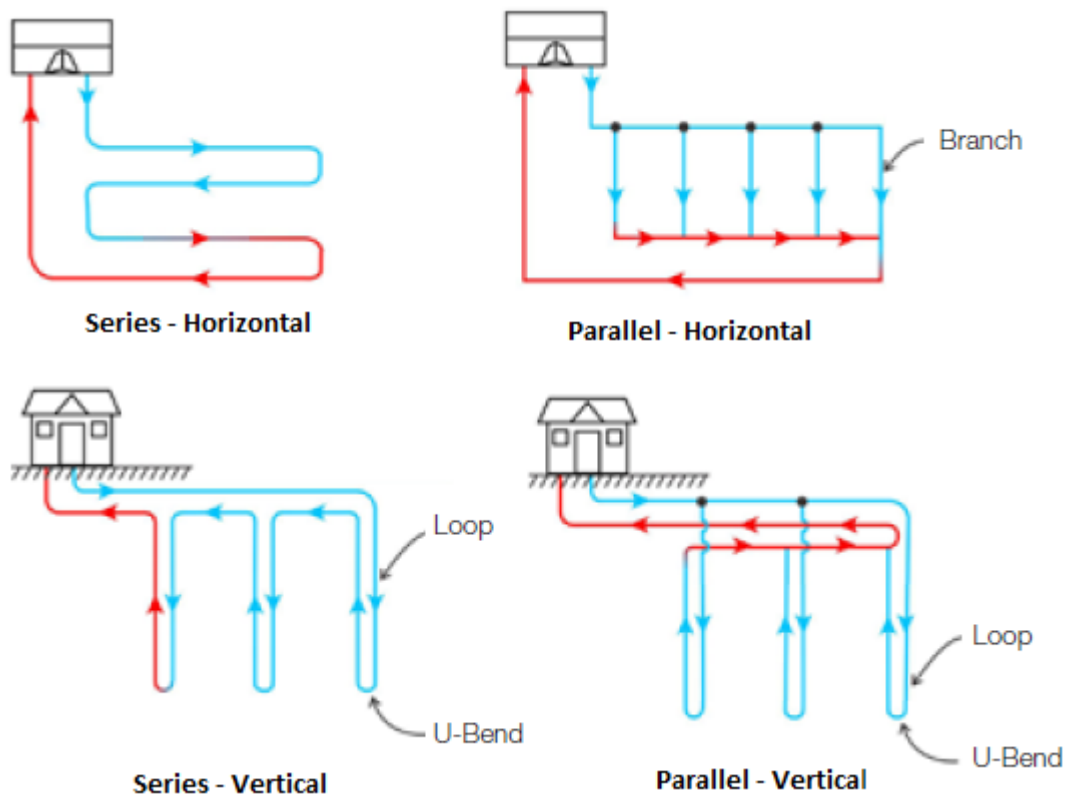 Branch
Series - Horizontal
Parallel - Horizontal
Loop
U-Bend
Series - Vertical
Loop
U-Bend
Parallel - Vertical